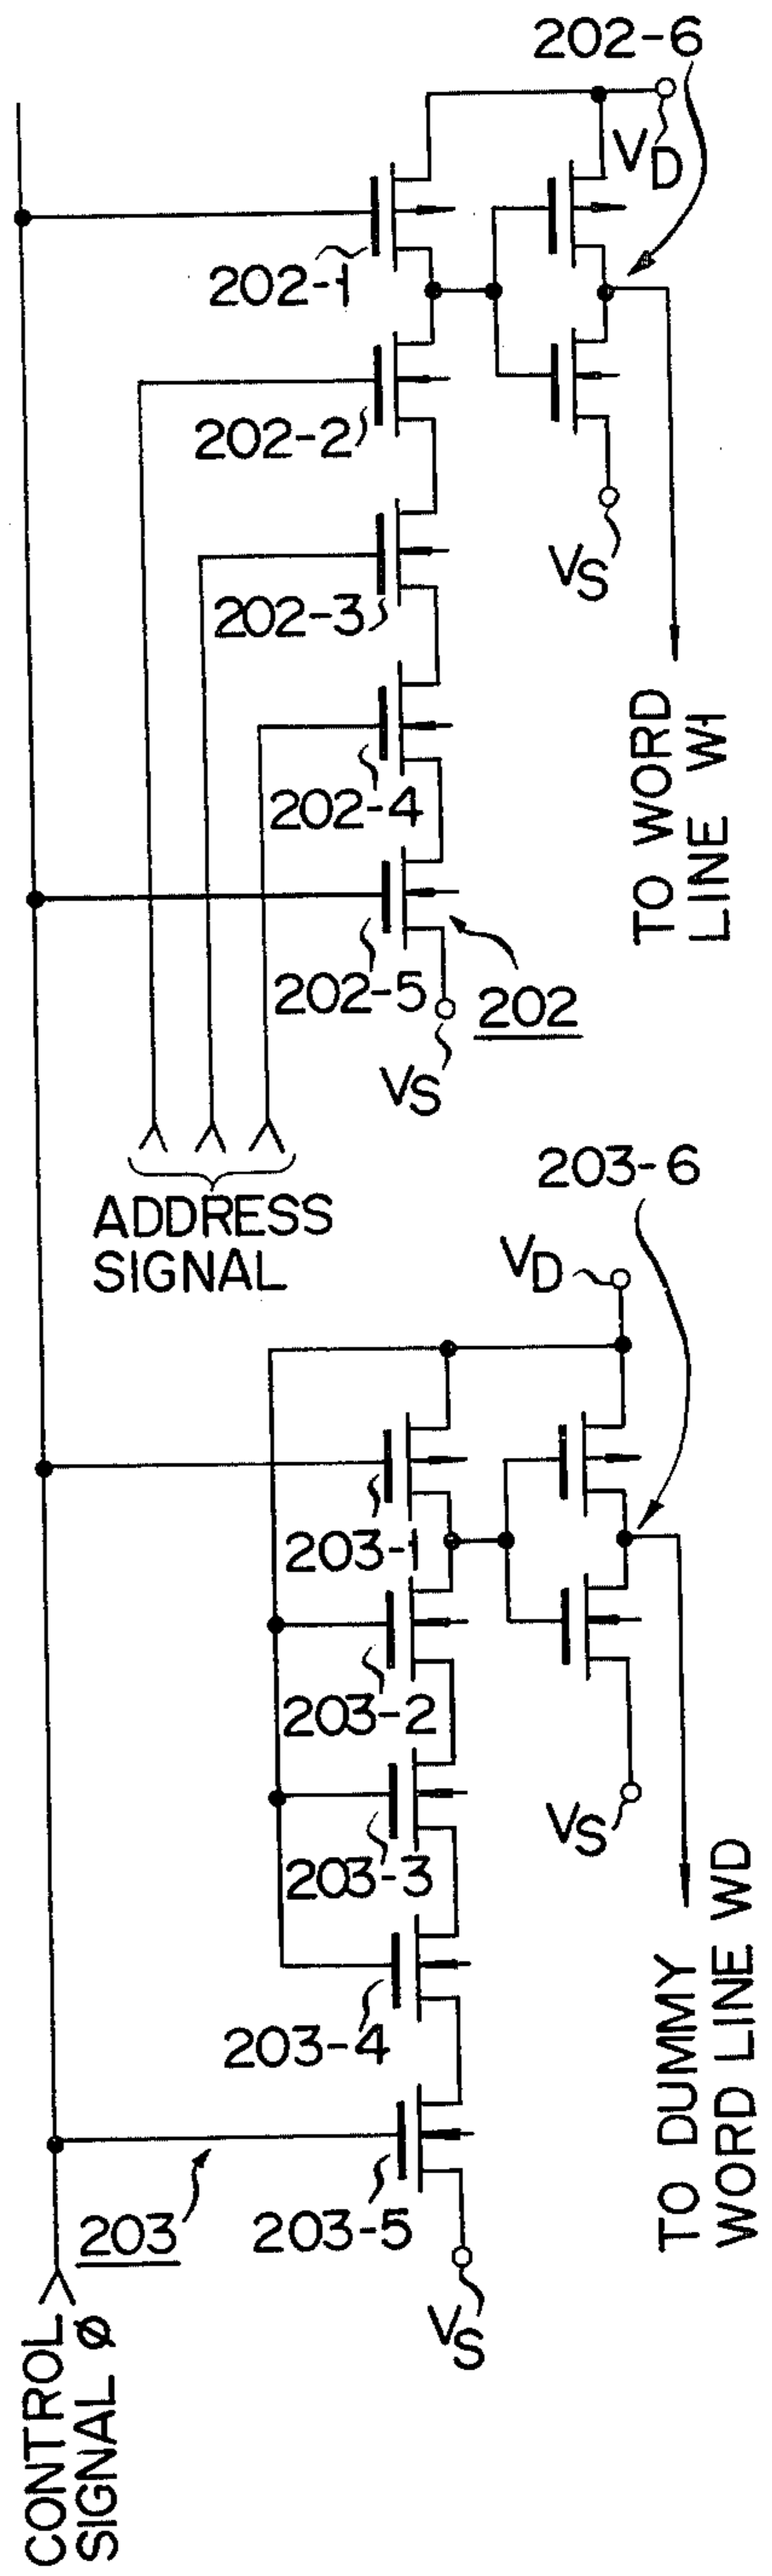 202-6
VD
202-1
202-2
VS
202-3
202-4
TO WORD
LINE W1
202-5
202
VS
ADDRESS
SIGNAL
203-6
VD
203-1
203-2
VS
203-3
203-4
TO DUMMY
WORD LINE WD
203
203-5
VS
CONTROL
SIGNAL Ø